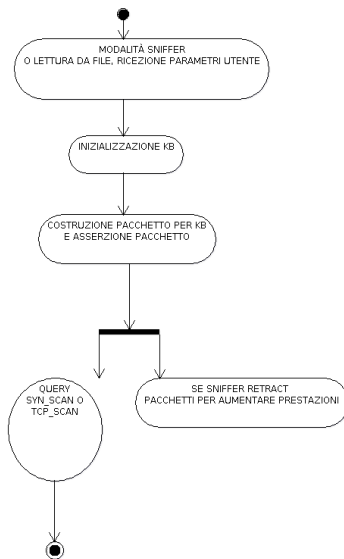 MODALITÀ SNIFFER
O LETTURA DA FILE, RICEZIONE PARAMETRI UTENTE
INIZIALIZZAZIONE KB
COSTRUZIONE PACCHETTO PER KB
E ASSERZIONE PACCHETTO
QUERY
SYN_SCAN O
TCP_SCAN
SE SNIFFER RETRACT
PACCHETTI PER AUMENTARE PRESTAZIONI